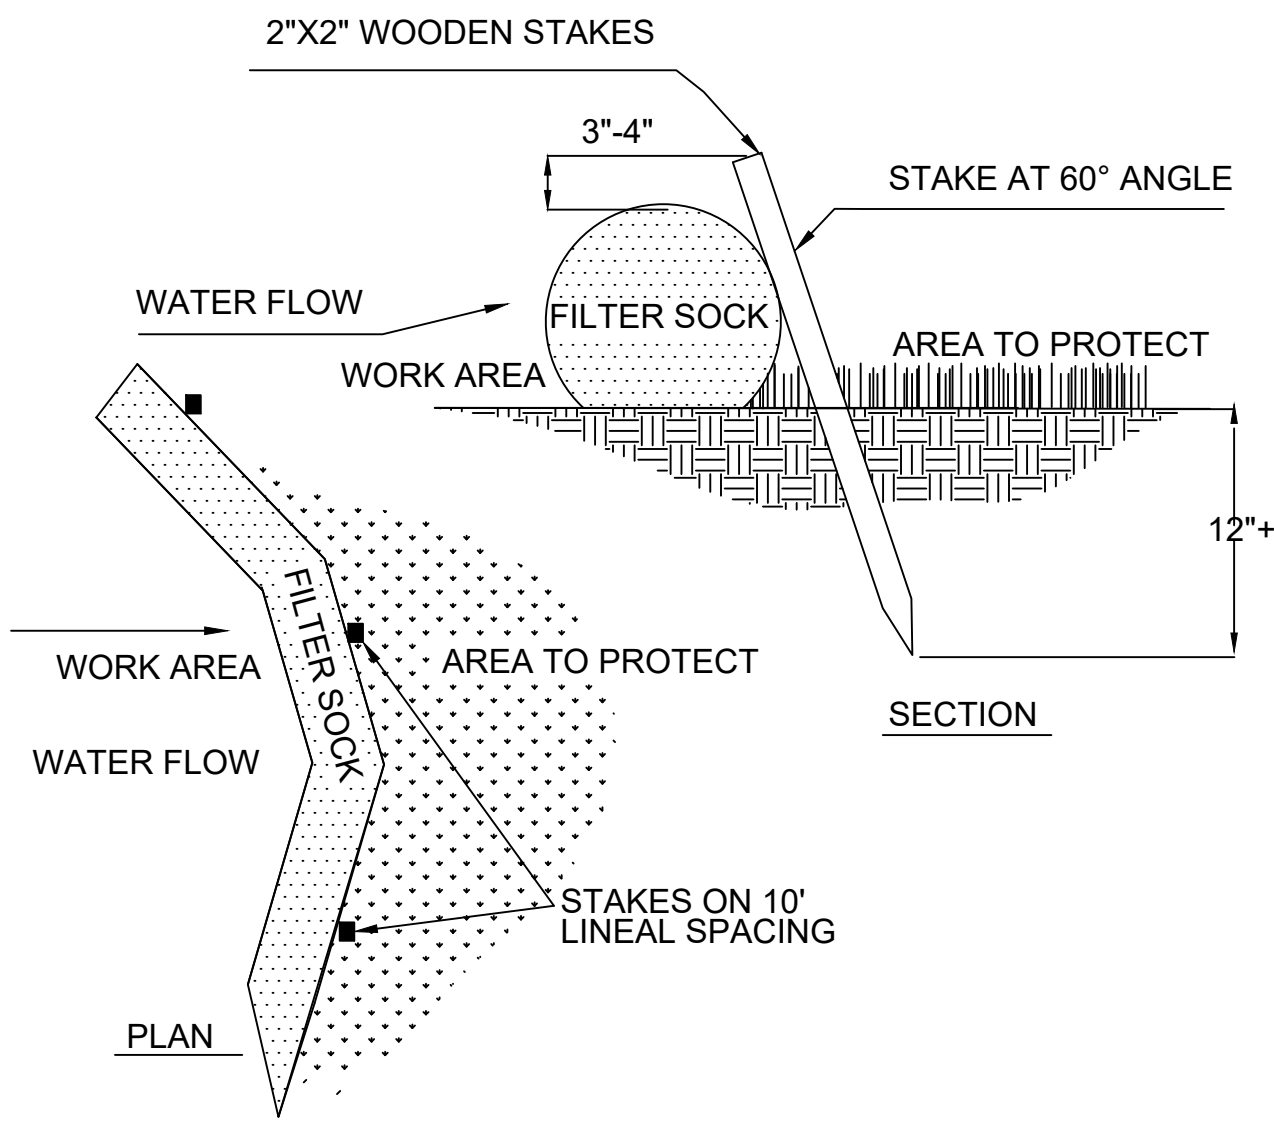 2"X2" WOODEN STAKES
3"-4"
STAKE AT 60° ANGLE
WATER FLOW
FILTER SOCK
AREA TO PROTECT
WORK AREA
12"+
FILTER SOCK
WORK AREA
AREA TO PROTECT
SECTION
WATER FLOW
STAKES ON 10'
LINEAL SPACING
PLAN